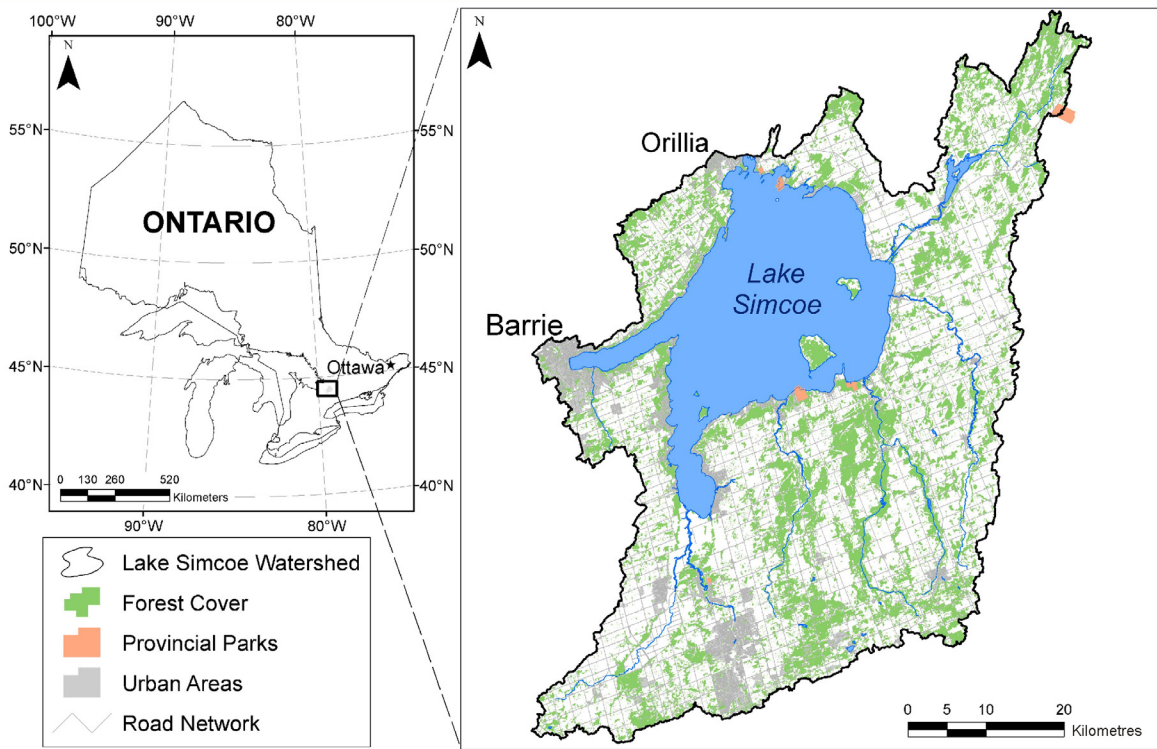 100°W
90°W
80°W
N
55°N
55°N
ONTARIO
50°N
50°N
45°N
45°N
Ottawa
0 130 260 520
Kilometers
40°N
40°N
90°W
80°W
Lake Simcoe Watershed
Forest Cover
Provincial Parks
Urban Areas
Road Network
N
Orillia
Lake
Simcoe
Barrie
0 5 10 20
Kilometres